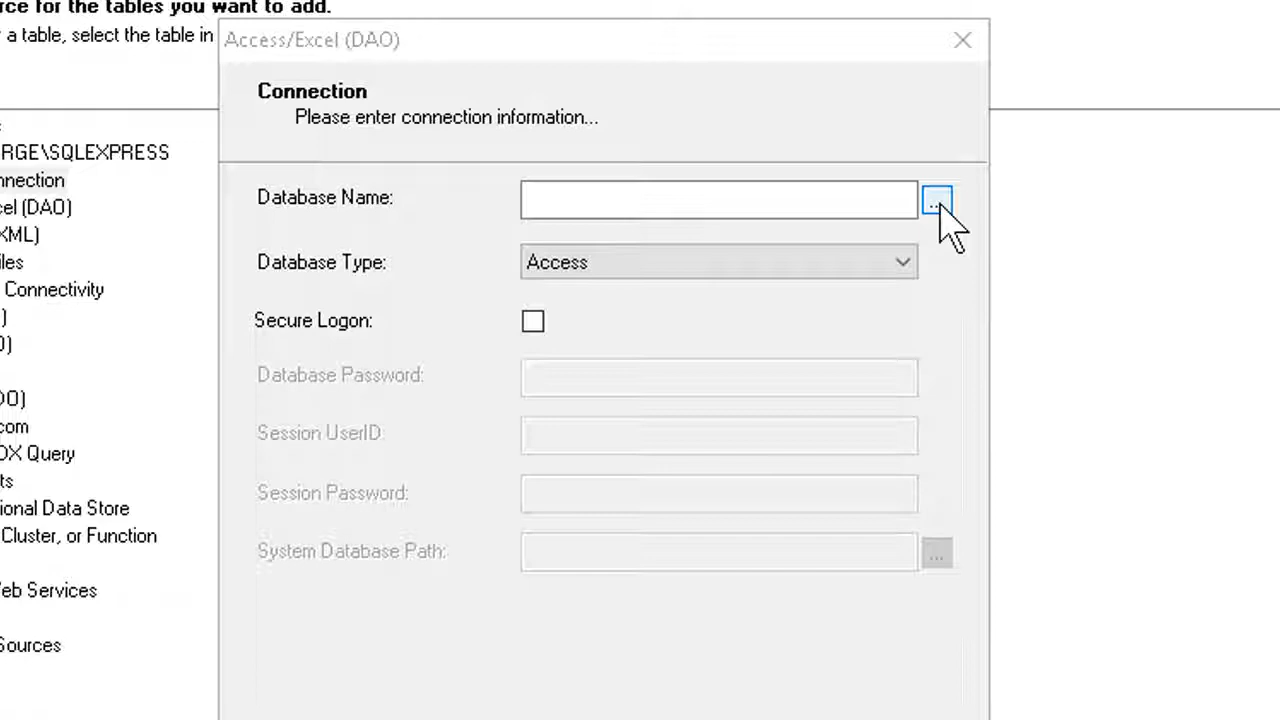 rce for the tables you want to add.
r a table, select the table in
:
RGE\SQLEXPRESS
nnection
cel (DAO)
XML)
iles
Connectivity
)
O)
DO)
com
OX Query
ts
ional Data Store
Cluster, or Function
Veb Services
Sources
Access/Excel (DAO)
Connection
Please enter connection information...
Database Name:
...
Database Type:
Access
Secure Logon:
Database Password:
Session UserID:
Session Password:
System Database Path:
...